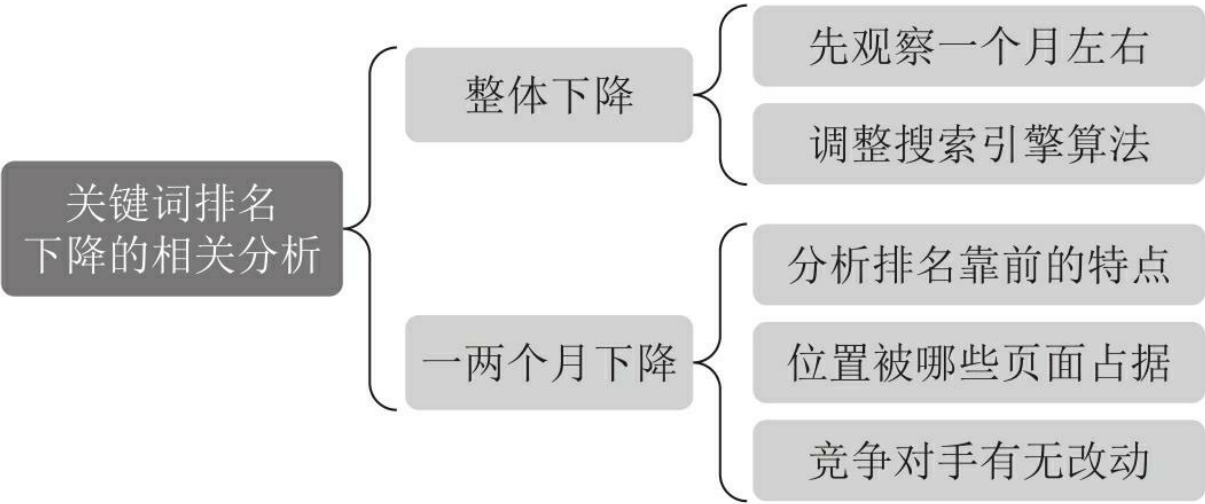 关键词排名
下降的相关分析
整体下降
先观察一个月左右
调整搜索引擎算法
一两个月下降
分析排名靠前的特点
位置被哪些页面占据
竞争对手有无改动